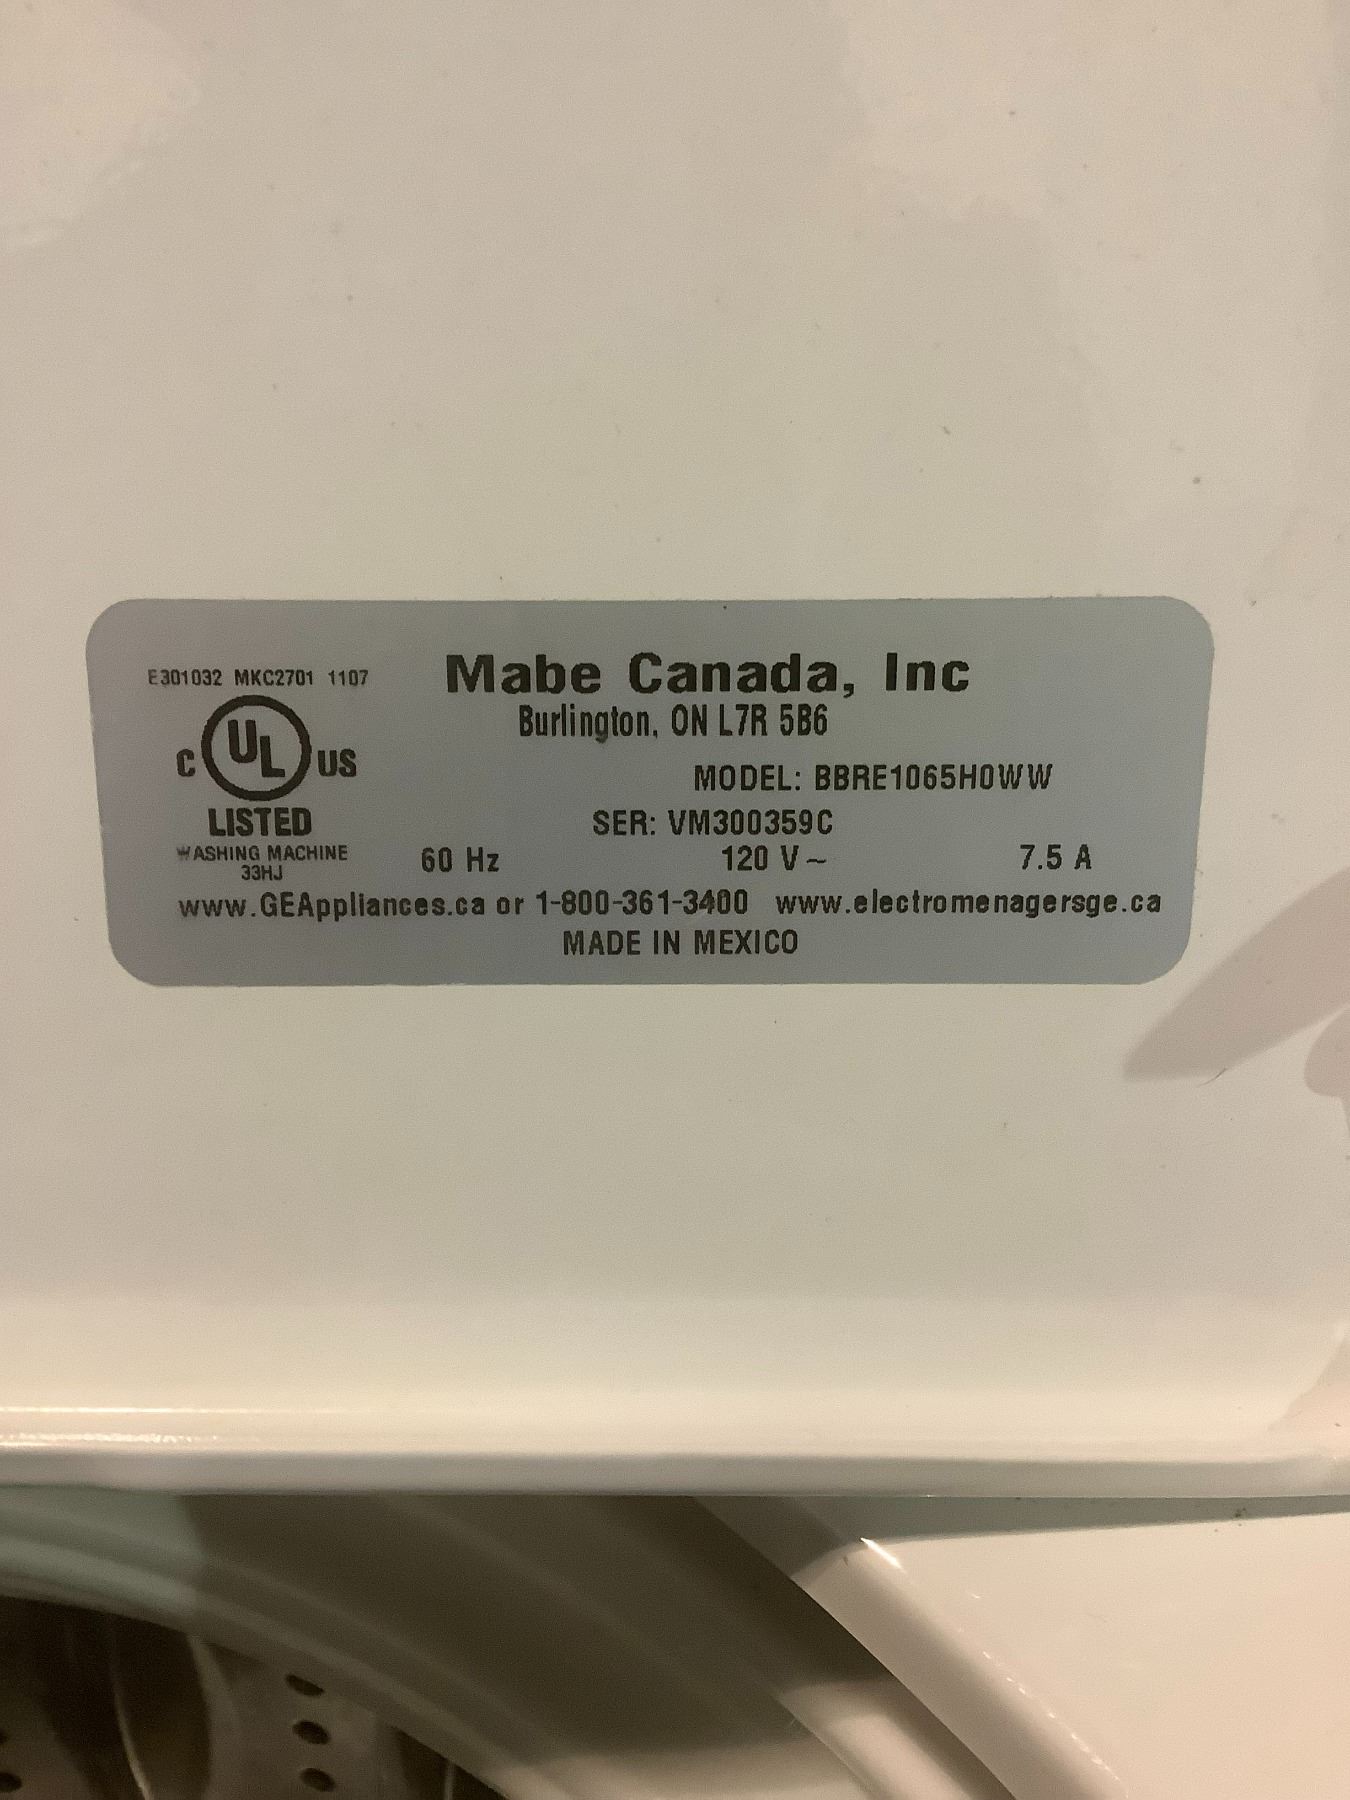 E301032 MKC2701 1107
Mabe Canada, Inc
Burlington, ON L7R 5B6
C UL US
LISTED
MODEL: BBRE1065H0WW
SER: VM300359C
WASHING MACHINE
33HJ
60 Hz 120 V~ 7.5 A
www.GEAppliances.ca or 1-800-361-3400 www.electromenagersge.ca
MADE IN MEXICO